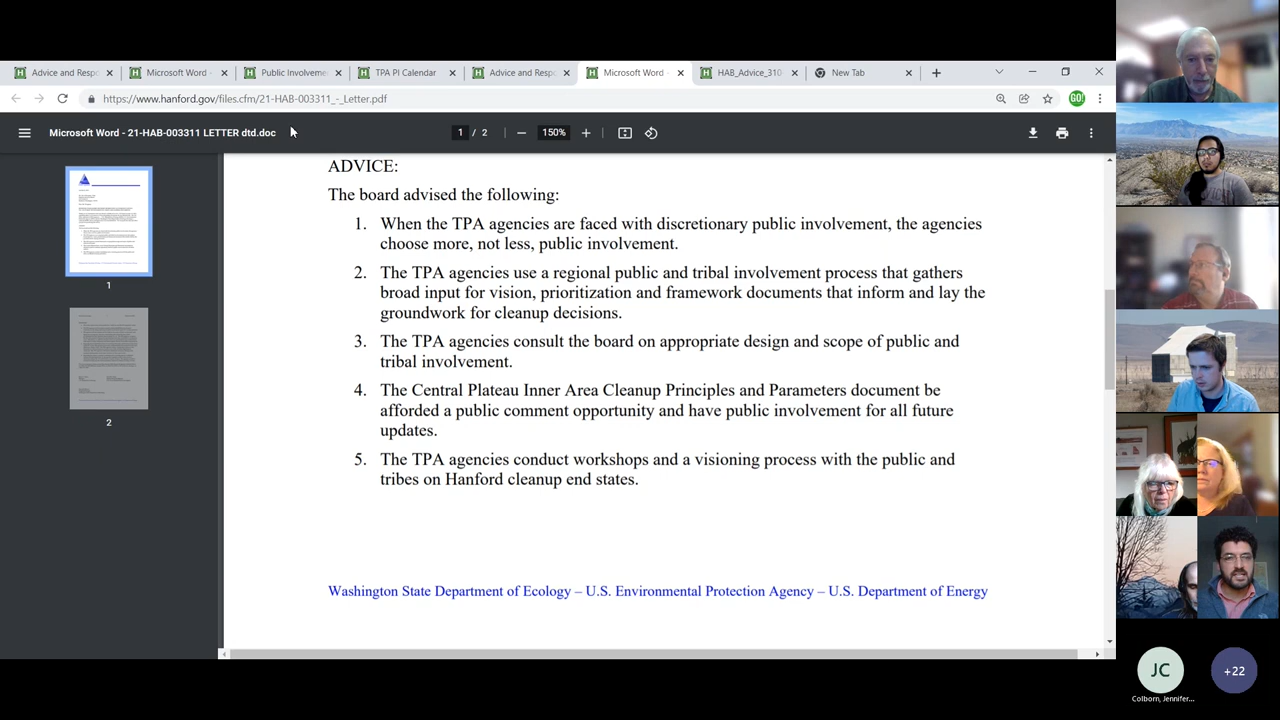 Advice and Resp
Microsoft Word -
Public Involveme
TPA PI Calendar
Advice and Resp
Microsoft Word -
HAB_Advice_310
New Tab
https://www.hanford.gov/files.cfm/21-HAB-003311_-_Letter.pdf
GO!
Microsoft Word - 21-HAB-003311 LETTER dtd.doc
1 / 2
150%
ADVICE:
The board advised the following:
1. When the TPA agencies are faced with discretionary public involvement, the agencies
choose more, not less, public involvement.
2. The TPA agencies use a regional public and tribal involvement process that gathers
broad input for vision, prioritization and framework documents that inform and lay the
groundwork for cleanup decisions.
3. The TPA agencies consult the board on appropriate design and scope of public and
tribal involvement.
4. The Central Plateau Inner Area Cleanup Principles and Parameters document be
afforded a public comment opportunity and have public involvement for all future
updates.
5. The TPA agencies conduct workshops and a visioning process with the public and
tribes on Hanford cleanup end states.
Washington State Department of Ecology – U.S. Environmental Protection Agency – U.S. Department of Energy
1
2
JC
Colborn, Jennifer...
+22